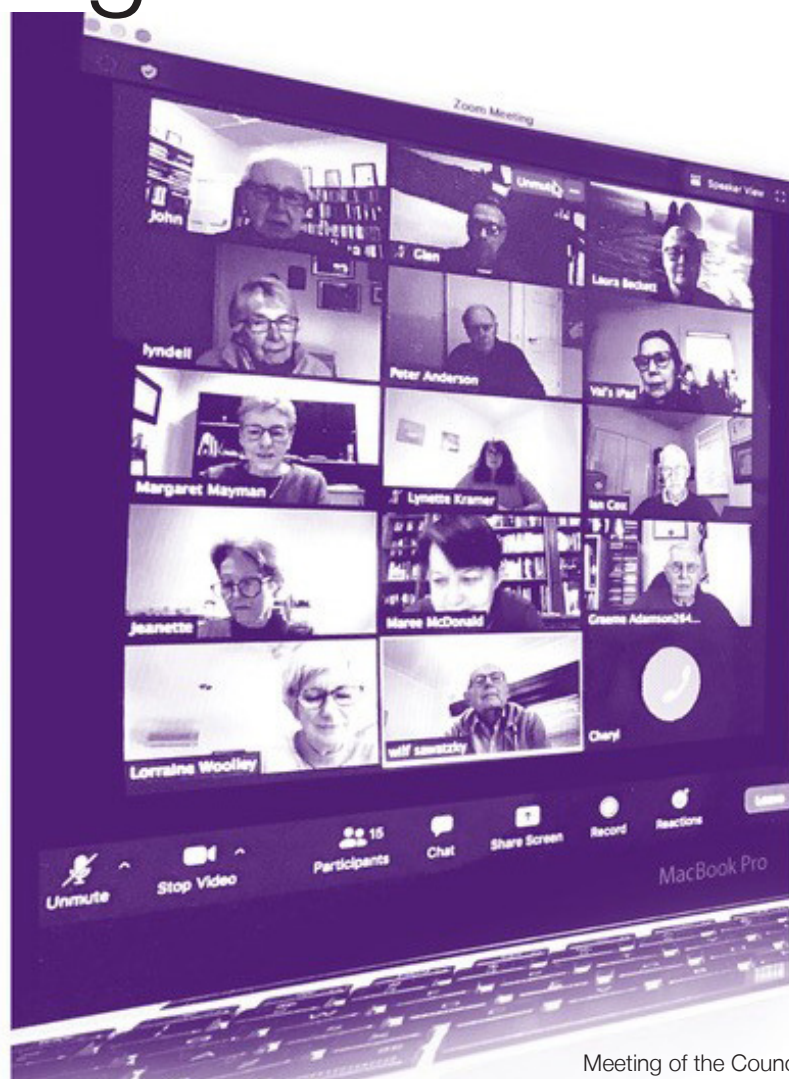 Zoom Meeting
Speaker View
Unmute
John
Glen
Laura Beckett
lyndell
Peter Anderson
Val's iPad
Margaret Mayman
Lynette Kramer
Ian Cox
Jeanette
Maree McDonald
Graeme Adamson264...
Lorraine Woolley
wilf sawatzky
Cheryl
Unmute
Stop Video
15
Participants
Chat
Share Screen
Record
Reactions
Leave
MacBook Pro
Meeting of the Counc